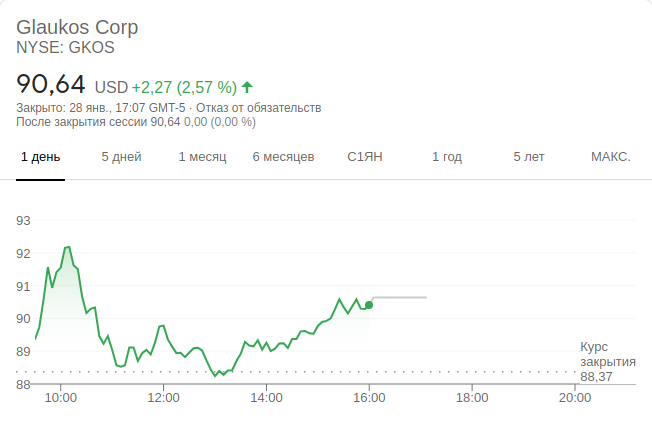 Glaukos Corp
NYSE: GKOS
90,64 USD +2,27 (2,57 %)
Закрыто: 28 янв., 17:07 GMT-5 · Отказ от обязательств
После закрытия сессии 90,64 0,00 (0,00 %)
1 день 5 дней 1 месяц 6 месяцев С1ЯН 1 год 5 лет МАКС.
93
92
91
90
89
88
Курс
закрытия
88,37
10:00 12:00 14:00 16:00 18:00 20:00